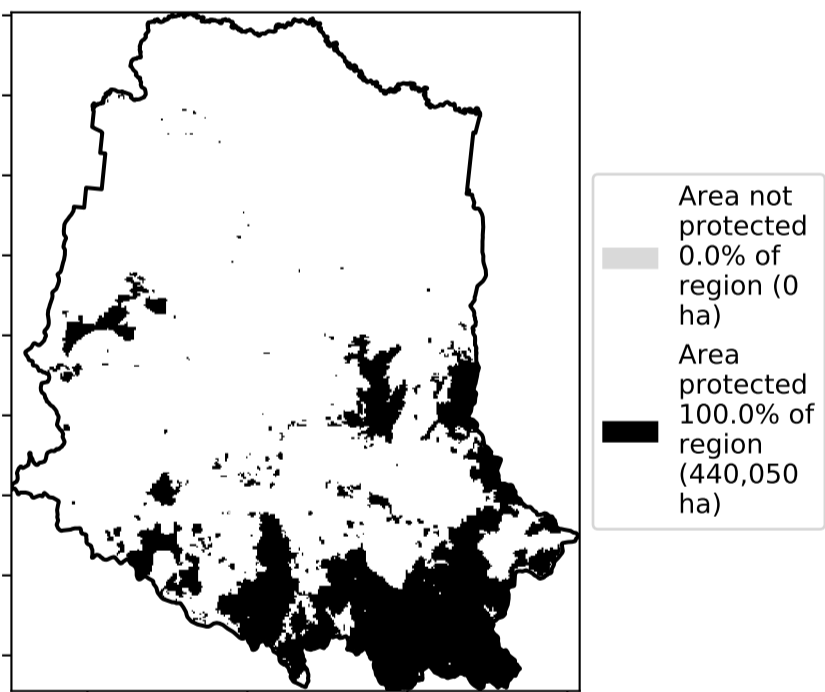 Area not
protected
0.0% of
region (0
ha)
Area
protected
100.0% of
region
(440,050
ha)